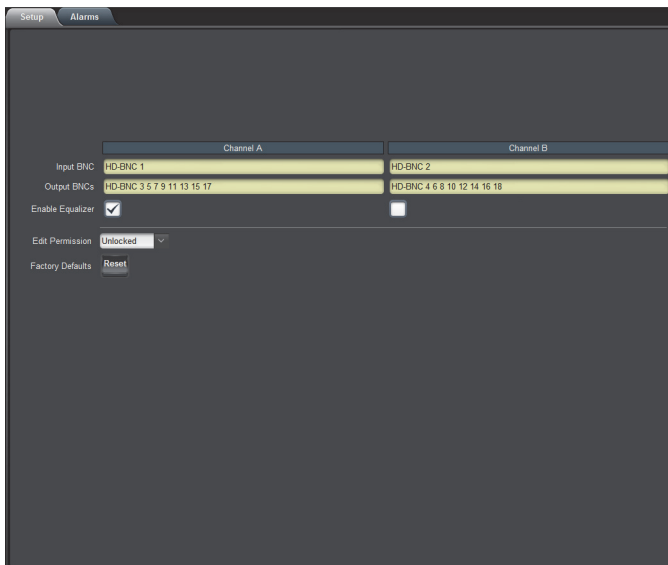 Setup Alarms
Channel A Channel B
Input BNC HD-BNC 1 HD-BNC 2
Output BNCs HD-BNC 3 5 7 9 11 13 15 17 HD-BNC 4 6 8 10 12 14 16 18
Enable Equalizer
Edit Permission Unlocked
Factory Defaults Reset